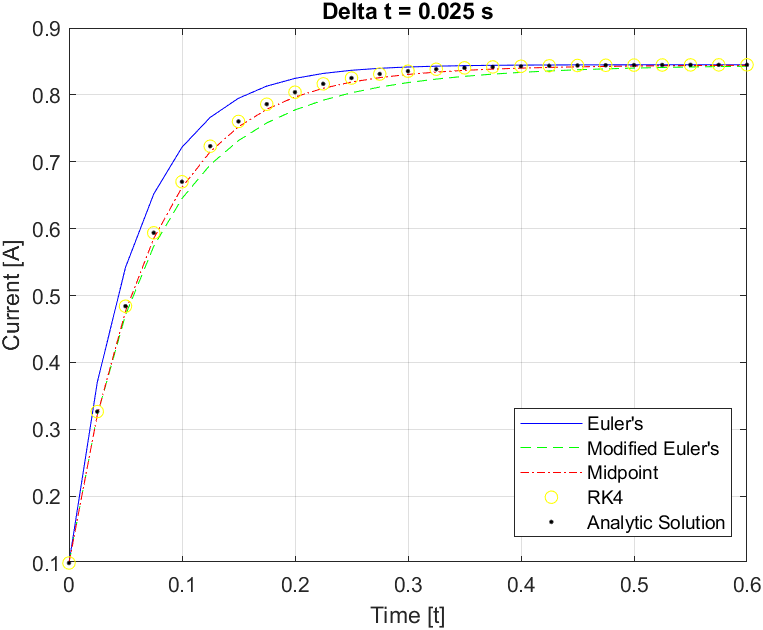 Delta t = 0.025 s
0.9
0.8
0.7
0.6
0.5
0.4
0.3
0.2
0.1
Current [A]
Euler's
Modified Euler's
Midpoint
RK4
Analytic Solution
0 0.1 0.2 0.3 0.4 0.5 0.6
Time [t]